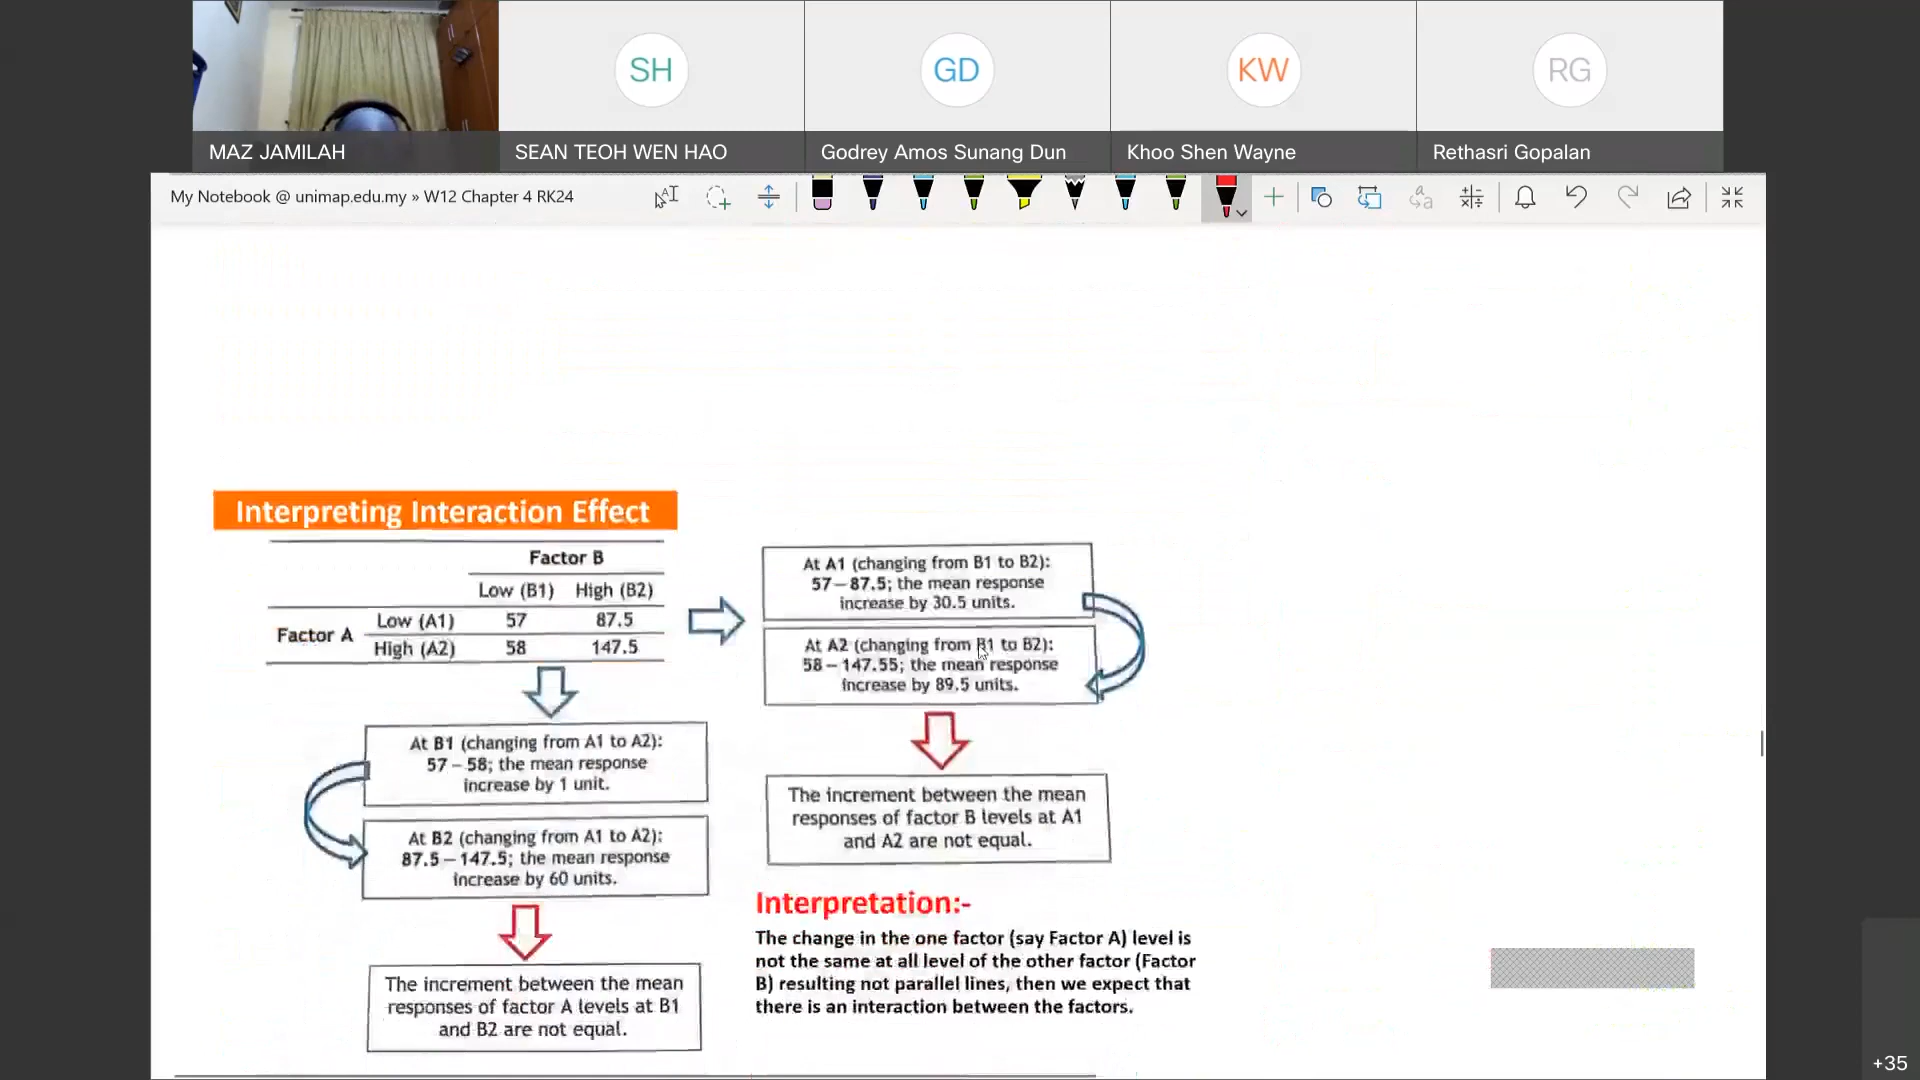 SH
GD
KW
RG
MAZ JAMILAH
SEAN TEOH WEN HAO
Godrey Amos Sunang Dun
Khoo Shen Wayne
Rethasri Gopalan
My Notebook @ unimap.edu.my » W12 Chapter 4 RK24
Interpreting Interaction Effect
Factor B
Low (B1) High (B2)
Factor A
Low (A1) 57 87.5
High (A2) 58 147.5
At A1 (changing from B1 to B2):
57 – 87.5; the mean response
increase by 30.5 units.
At A2 (changing from B1 to B2):
58 – 147.55; the mean response
increase by 89.5 units.
At B1 (changing from A1 to A2):
57 – 58; the mean response
increase by 1 unit.
At B2 (changing from A1 to A2):
87.5 – 147.5; the mean response
increase by 60 units.
The increment between the mean
responses of factor B levels at A1
and A2 are not equal.
The increment between the mean
responses of factor A levels at B1
and B2 are not equal.
Interpretation:-
The change in the one factor (say Factor A) level is
not the same at all level of the other factor (Factor
B) resulting not parallel lines, then we expect that
there is an interaction between the factors.
+35